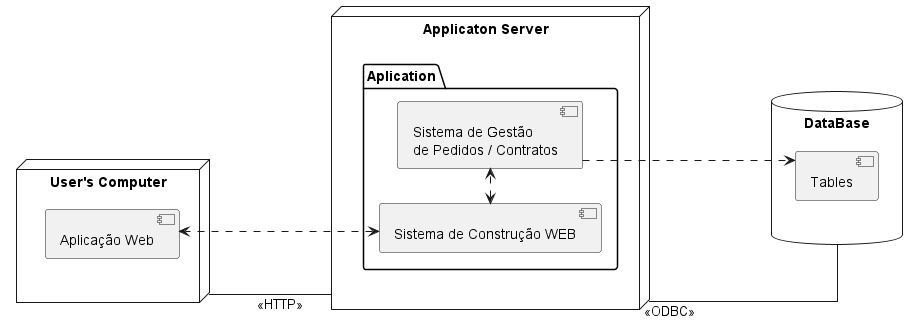 Applicaton Server
Aplication
Sistema de Gestão
de Pedidos / Contratos
DataBase
Tables
User's Computer
Aplicação Web
Sistema de Construção WEB
«HTTP»
«ODBC»